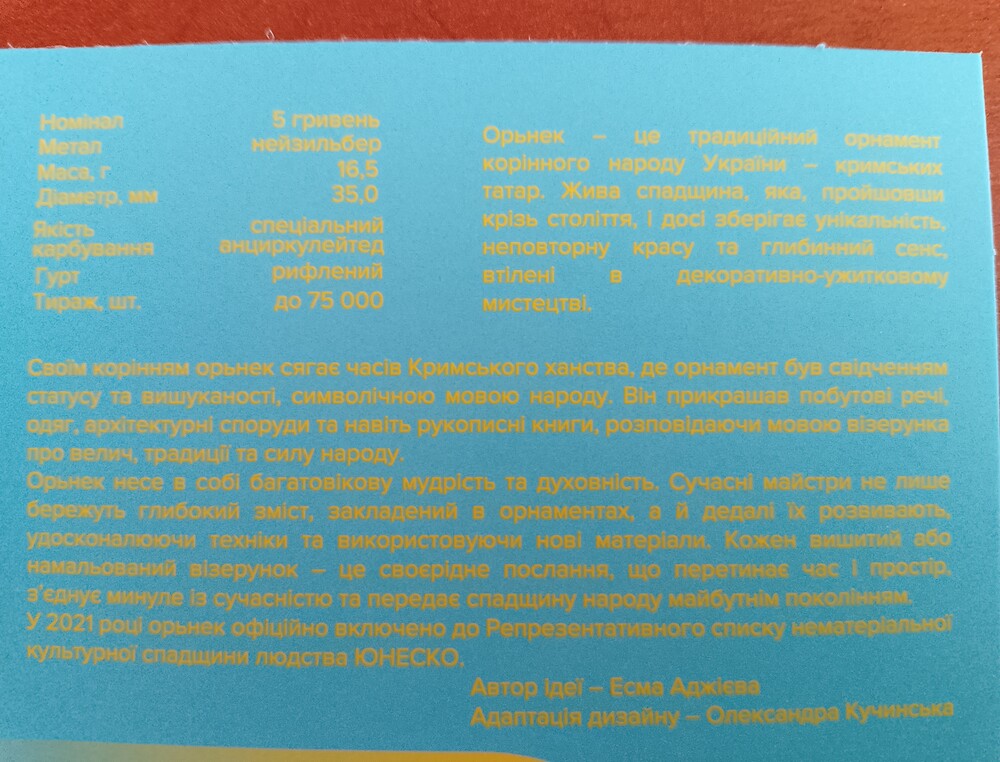 Номінал 5 гривень
Метал нейзильбер
Маса, г 16,5
Діаметр, мм 35,0
Якість спеціальний
карбування анциркулейтед
Гурт рифлений
Тираж, шт. до 75 000
Орьнек – це традиційний орнамент
корінного народу України – кримських
татар. Жива спадщина, яка, пройшовши
крізь століття, і досі зберігає унікальність,
неповторну красу та глибинний сенс,
втілені в декоративно-ужитковому
мистецтві.
Своїм корінням орьнек сягає часів Кримського ханства, де орнамент був свідченням
статусу та вишуканості, символічною мовою народу. Він прикрашав побутові речі,
одяг, архітектурні споруди та навіть рукописні книги, розповідаючи мовою візерунка
про велич, традиції та силу народу.
Орьнек несе в собі багатовікову мудрість та духовність. Сучасні майстри не лише
бережуть глибокий зміст, закладений в орнаментах, а й дедалі їх розвивають,
удосконалюючи техніки та використовуючи нові матеріали. Кожен вишитий або
намальований візерунок – це своєрідне послання, що перетинає час і простір,
з’єднує минуле із сучасністю та передає спадщину народу майбутнім поколінням.
У 2021 році орьнек офіційно включено до Репрезентативного списку нематеріальної
культурної спадщини людства ЮНЕСКО.
Автор ідеї – Есма Аджієва
Адаптація дизайну – Олександра Кучинська